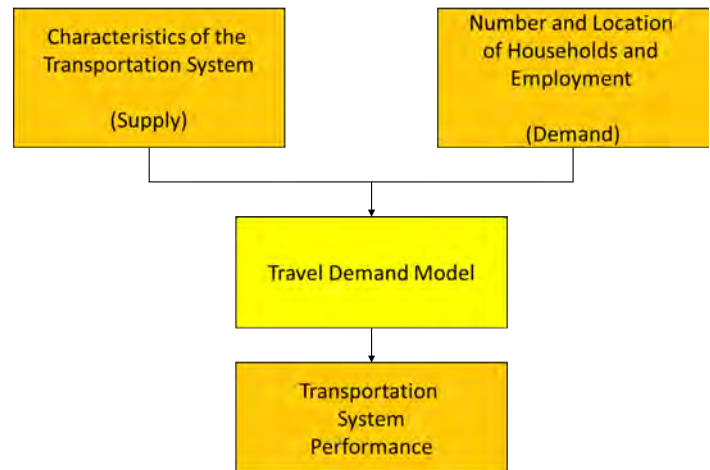 Characteristics of the
Transportation System
(Supply)
Number and Location
of Households and
Employment
(Demand)
Travel Demand Model
Transportation
System
Performance